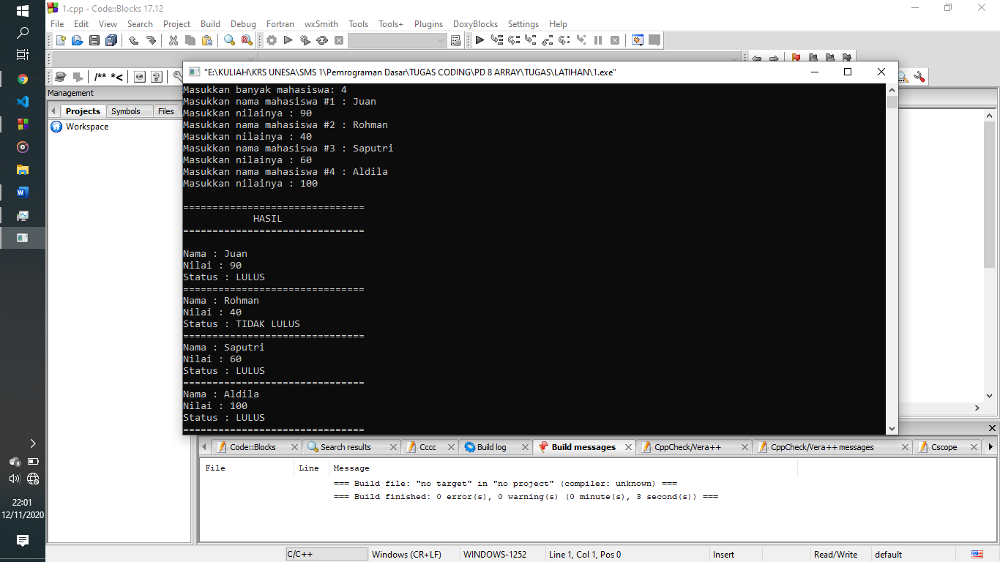 1.cpp - Code::Blocks 17.12
File Edit View Search Project Build Debug Fortran wxSmith Tools Tools+ Plugins DoxyBlocks Settings Help
/** *<
Management
Projects Symbols Files
Workspace
"E:\KULIAH\KRS UNESA\SMS 1\Pemrograman Dasar\TUGAS CODING\PD 8 ARRAY\TUGAS\LATIHAN\1.exe"
Masukkan banyak mahasiswa: 4
Masukkan nama mahasiswa #1 : Juan
Masukkan nilainya : 90
Masukkan nama mahasiswa #2 : Rohman
Masukkan nilainya : 40
Masukkan nama mahasiswa #3 : Saputri
Masukkan nilainya : 60
Masukkan nama mahasiswa #4 : Aldila
Masukkan nilainya : 100
===============================
HASIL
===============================
Nama : Juan
Nilai : 90
Status : LULUS
===============================
Nama : Rohman
Nilai : 40
Status : TIDAK LULUS
===============================
Nama : Saputri
Nilai : 60
Status : LULUS
===============================
Nama : Aldila
Nilai : 100
Status : LULUS
===============================
Code::Blocks Search results Cccc Build log Build messages CppCheck/Vera++ CppCheck/Vera++ messages Cscope
File Line Message
=== Build file: "no target" in "no project" (compiler: unknown) ===
=== Build finished: 0 error(s), 0 warning(s) (0 minute(s), 3 second(s)) ===
C/C++ Windows (CR+LF) WINDOWS-1252 Line 1, Col 1, Pos 0 Insert Read/Write default
22:01
12/11/2020